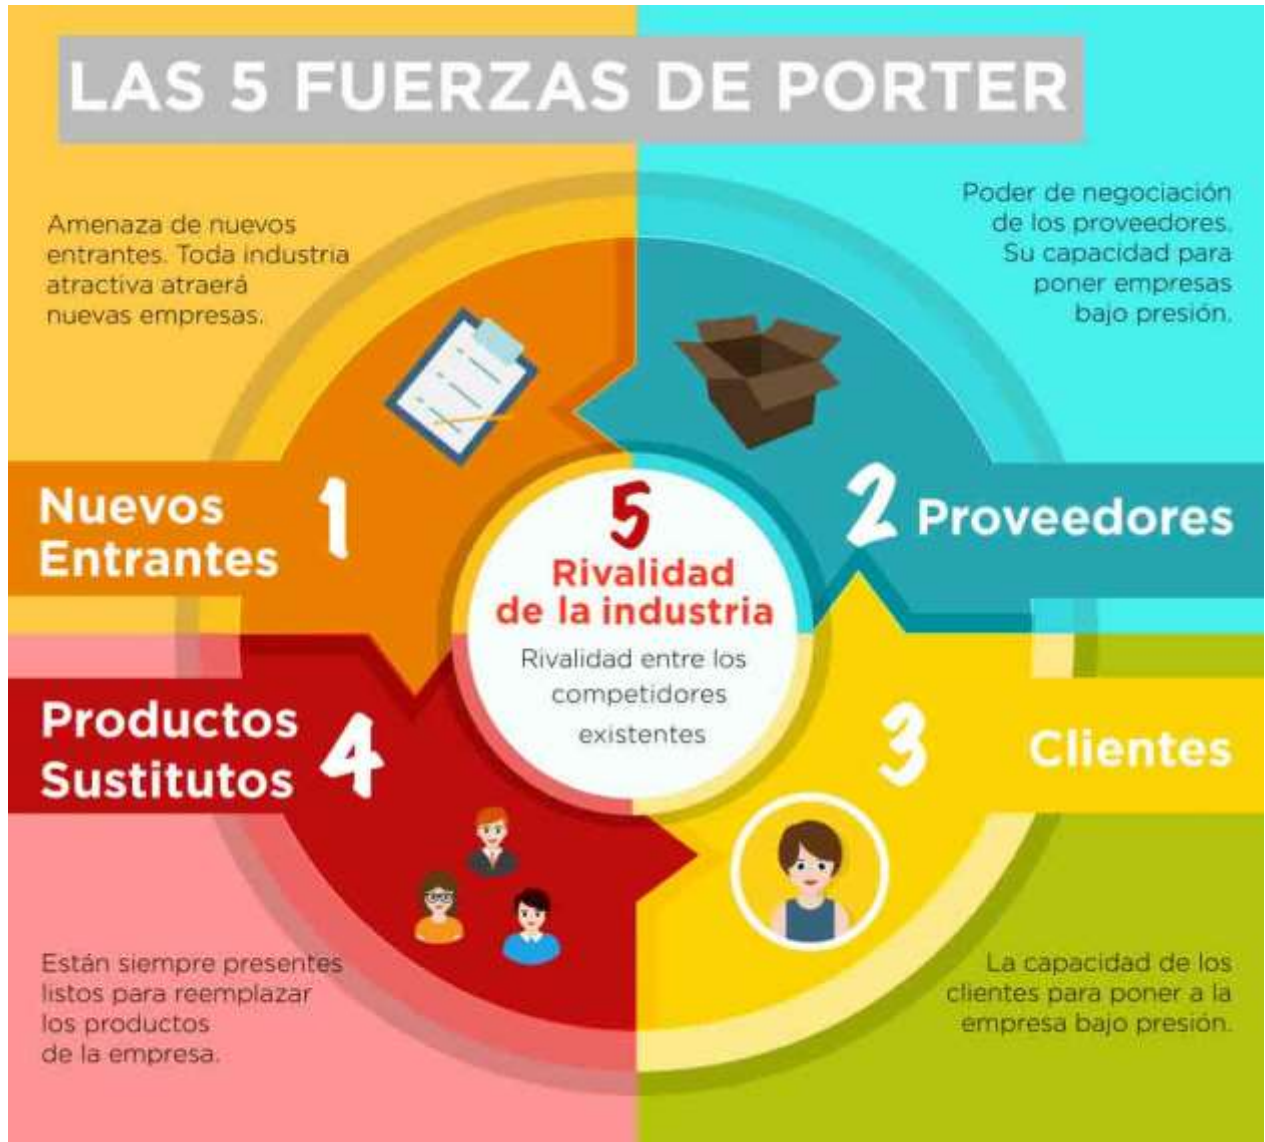 LAS 5 FUERZAS DE PORTER
Amenaza de nuevos
entrantes. Toda industria
atractiva atraerá
nuevas empresas.
Poder de negociación
de los proveedores.
Su capacidad para
poner empresas
bajo presión.
Nuevos
Entrantes
1
2
Proveedores
5
Rivalidad
de la industria
Rivalidad entre los
competidores
existentes
Productos
Sustitutos
4
3
Clientes
Están siempre presentes
listos para reemplazar
los productos
de la empresa.
La capacidad de los
clientes para poner a la
empresa bajo presión.